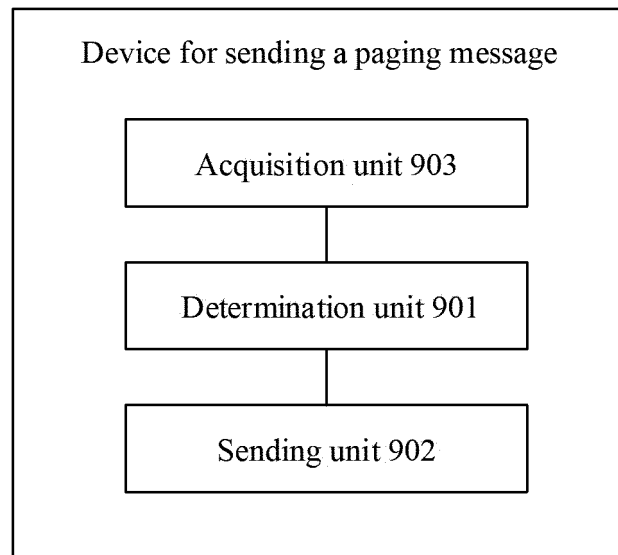 Device for sending a paging message
Acquisition unit 903
Determination unit 901
Sending unit 902